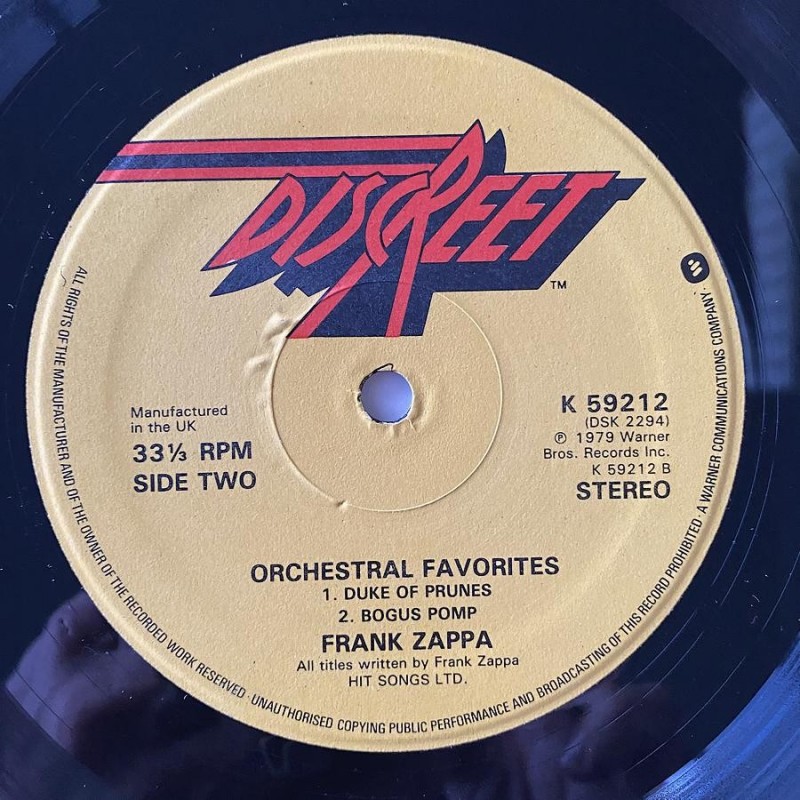 DISCREET
™
Manufactured
in the UK
33⅓ RPM
SIDE TWO
K 59212
(DSK 2294)
℗ 1979 Warner
Bros. Records Inc.
K 59212 B
STEREO
ORCHESTRAL FAVORITES
1. DUKE OF PRUNES
2. BOGUS POMP
FRANK ZAPPA
All titles written by Frank Zappa
HIT SONGS LTD.
ALL RIGHTS OF THE MANUFACTURER AND OF THE OWNER OF THE RECORDED WORK RESERVED · UNAUTHORISED COPYING PUBLIC PERFORMANCE AND BROADCASTING OF THIS RECORD PROHIBITED · A WARNER COMMUNICATIONS COMPANY ·